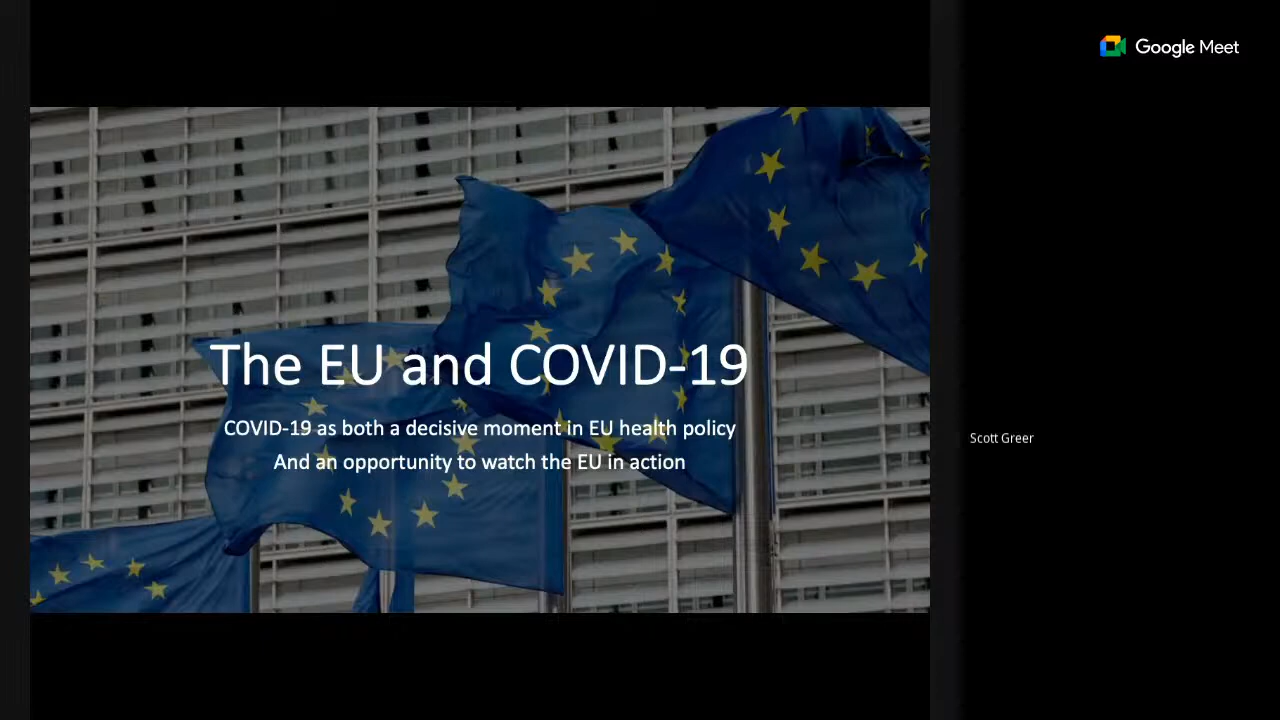 Google Meet
The EU and COVID-19
COVID-19 as both a decisive moment in EU health policy
And an opportunity to watch the EU in action
Scott Greer